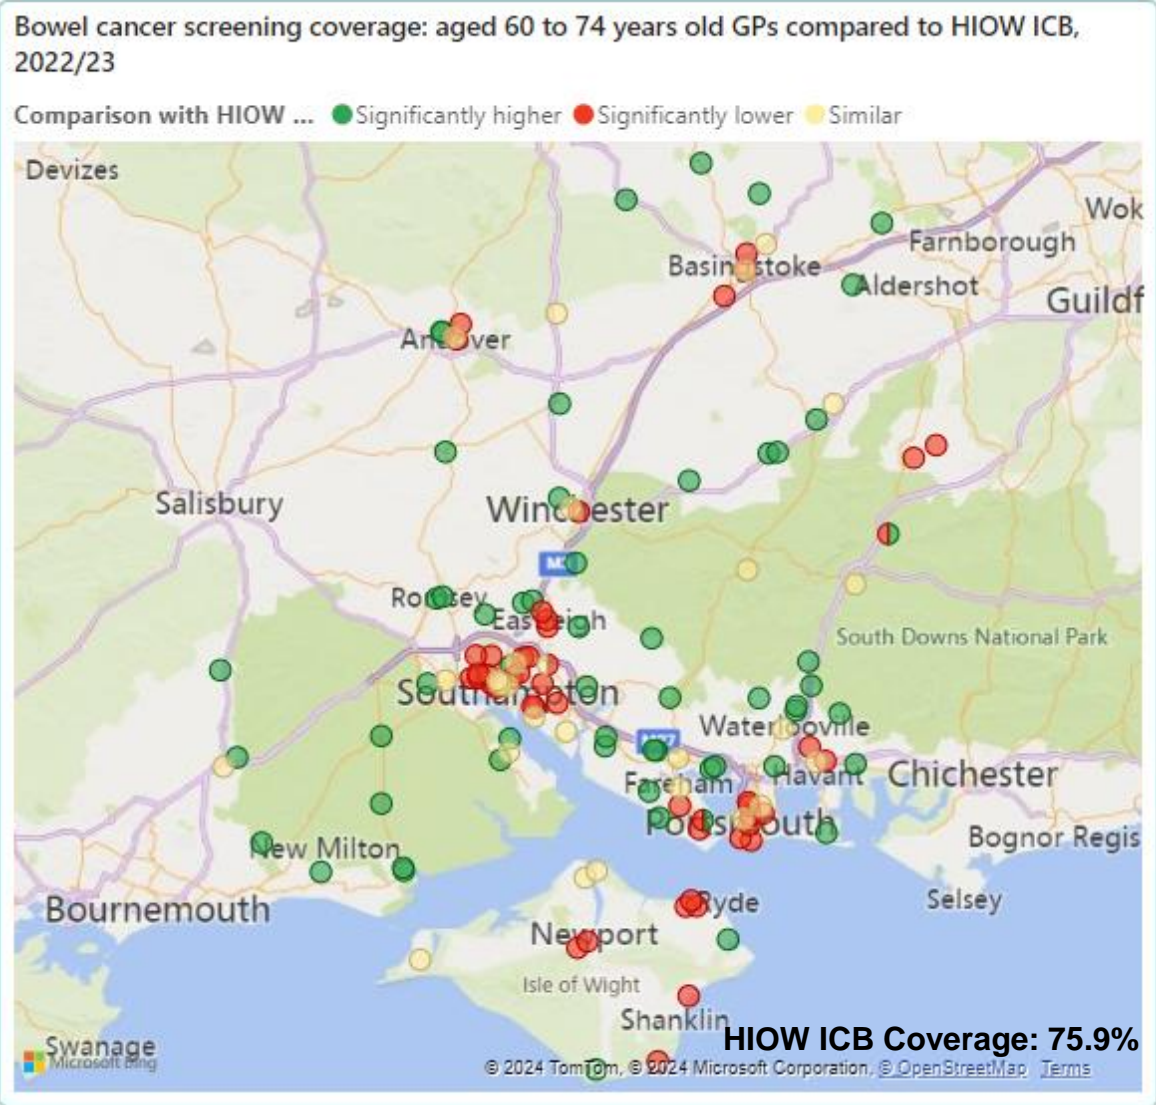 Bowel cancer screening coverage: aged 60 to 74 years old GPs compared to HIOW ICB,
2022/23
Comparison with HIOW ... Significantly higher Significantly lower Similar
Devizes
Wok
Farnborough
Basingstoke
Aldershot
Guildf
Andover
Salisbury
Winchester
Romsey
Eastleigh
South Downs National Park
Southampton
Waterlooville
M27
Fareham
Havant
Chichester
Portsmouth
Bognor Regis
New Milton
Bournemouth
Ryde
Selsey
Newport
Isle of Wight
Shanklin
HIOW ICB Coverage: 75.9%
Swanage
Microsoft Bing
© 2024 TomTom, © 2024 Microsoft Corporation, © OpenStreetMap Terms